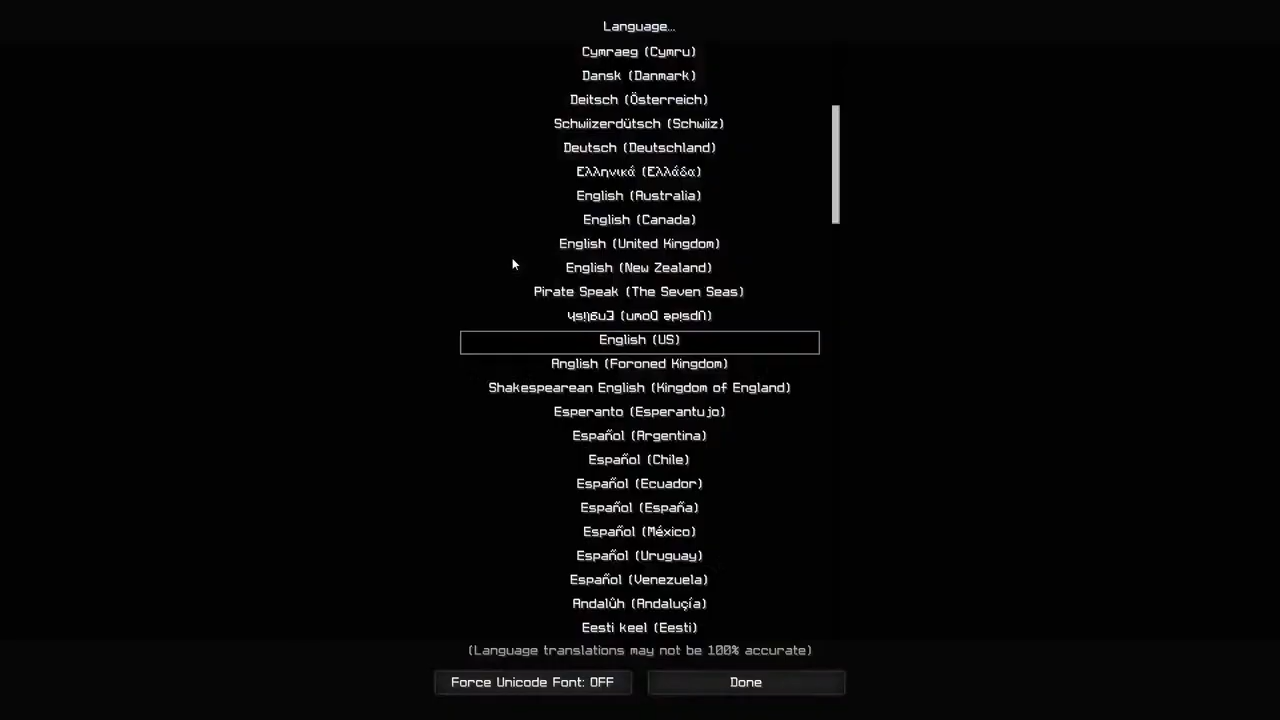 Language...
Cymraeg (Cymru)
Dansk (Danmark)
Deitsch (Österreich)
Schwiizerdütsch (Schwiiz)
Deutsch (Deutschland)
Ελληνικά (Ελλάδα)
English (Australia)
English (Canada)
English (United Kingdom)
English (New Zealand)
Pirate Speak (The Seven Seas)
ɥsᴉꞁᵷuƎ (uʍoᗡ ǝpᴉsd∩)
English (US)
Anglish (Foroned Kingdom)
Shakespearean English (Kingdom of England)
Esperanto (Esperantujo)
Español (Argentina)
Español (Chile)
Español (Ecuador)
Español (España)
Español (México)
Español (Uruguay)
Español (Venezuela)
Andalûh (Andaluçía)
Eesti keel (Eesti)
(Language translations may not be 100% accurate)
Force Unicode Font: OFF
Done